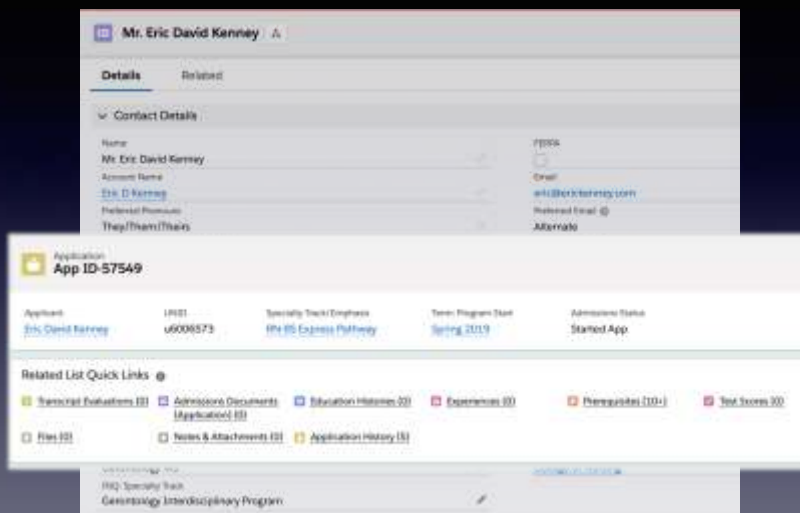 Mr. Eric David Kenney
Details Related
Contact Details
Name FERPA
Mr. Eric David Kenney
Account Name Email
Eric D Kenney eric@erickenney.com
Preferred Pronouns Preferred Email
They/Them/Theirs Alternate
Application
App ID-57549
Applicant UNID Specialty Track/Emphasis Term: Program Start Admissions Status
Eric David Kenney u6006573 RN-BS Express Pathway Spring 2019 Started App
Related List Quick Links
Transcript Evaluations (0) Admissions Documents (Application) (0) Education Histories (0) Experiences (0) Prerequisites (10+) Test Scores (0)
Files (0) Notes & Attachments (0) Application History (5)
Specialty Track
Gerontology Interdisciplinary Program